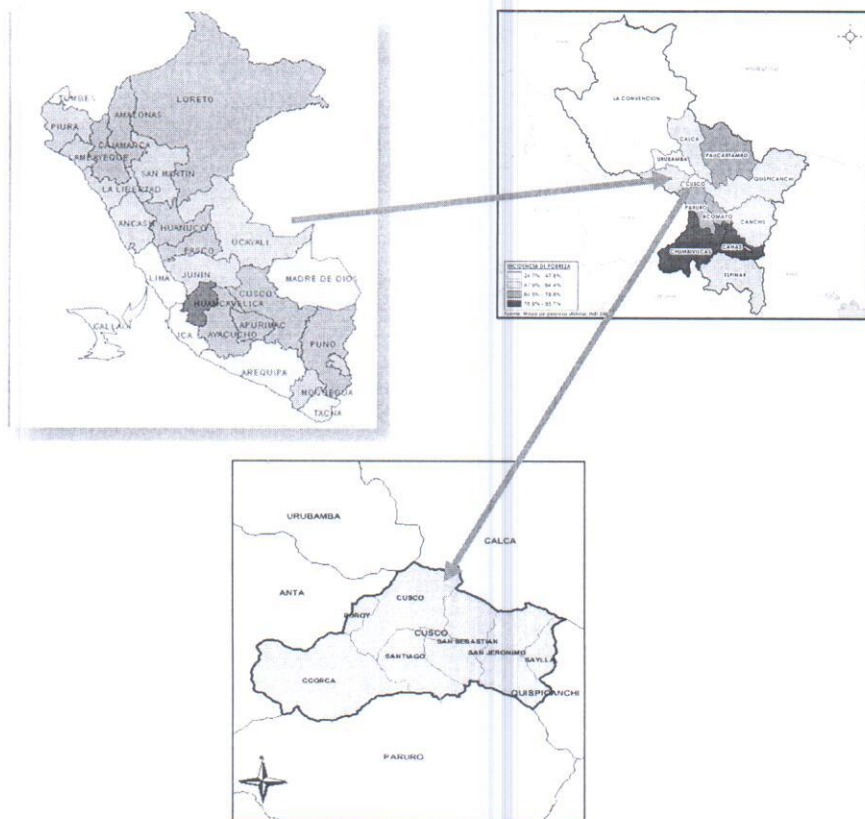 TUMBES
LORETO
AMAZONAS
PIURA
CAJAMARCA
LAMBAYEQUE
SAN MARTIN
LA LIBERTAD
ANCASH
HUANUCO
UCAYALI
PASCO
LIMA
JUNIN
MADRE DE DIOS
CUSCO
HUANCAVELICA
CALLAO
ICA
APURIMAC
AYACUCHO
PUNO
AREQUIPA
MOQUEGUA
TACNA
LA CONVENCION
CALCA
PAUCARTAMBO
URUBAMBA
QUISPICANCHI
CUSCO
PARURO
ACOMAYO
CANCHIS
CANAS
CHUMBIVILCAS
ESPINAR
INCIDENCIA DE POBREZA
URUBAMBA
CALCA
ANTA
CUSCO
POROY
CUSCO
SAN SEBASTIAN
SANTIAGO
SAN JERONIMO
SAYLLA
CCORCA
QUISPICANCHI
PARURO